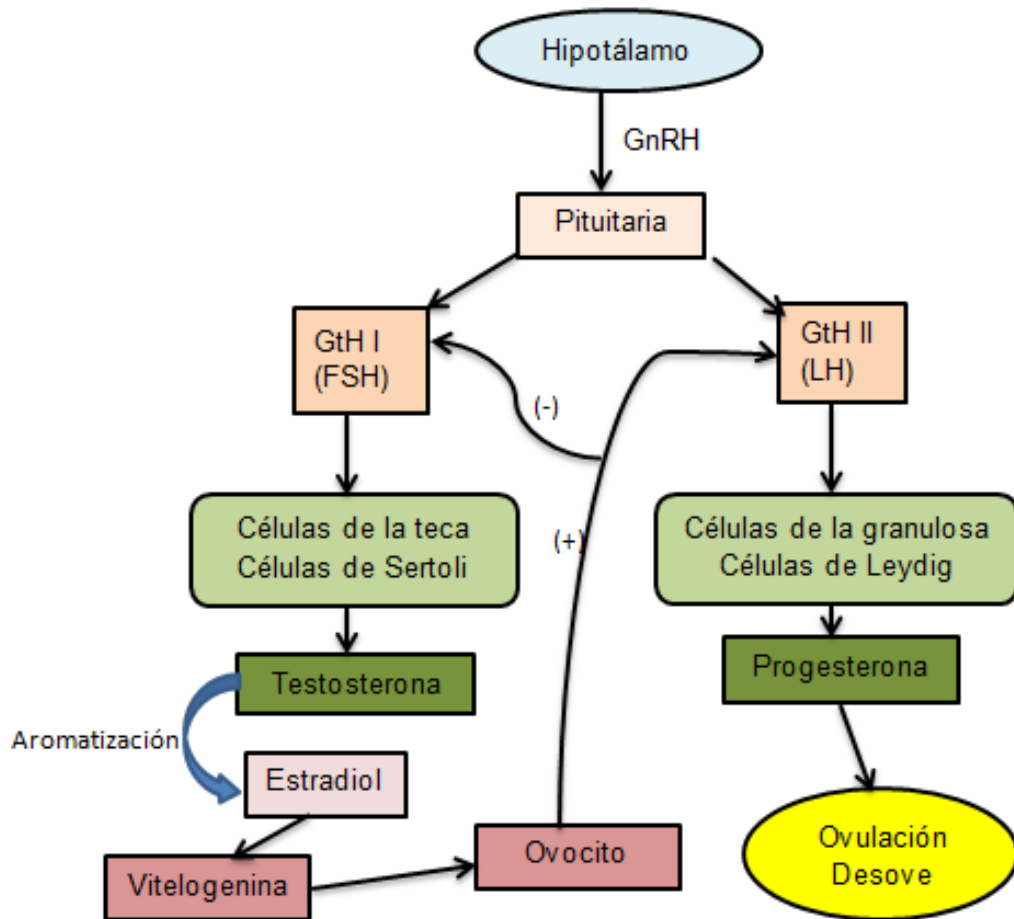 Hipotálamo
GnRH
Pituitaria
GtH I
(FSH)
GtH II
(LH)
(-)
(+)
Células de la teca
Células de Sertoli
Células de la granulosa
Células de Leydig
Testosterona
Progesterona
Aromatización
Estradiol
Vitelogenina
Ovocito
Ovulación
Desove